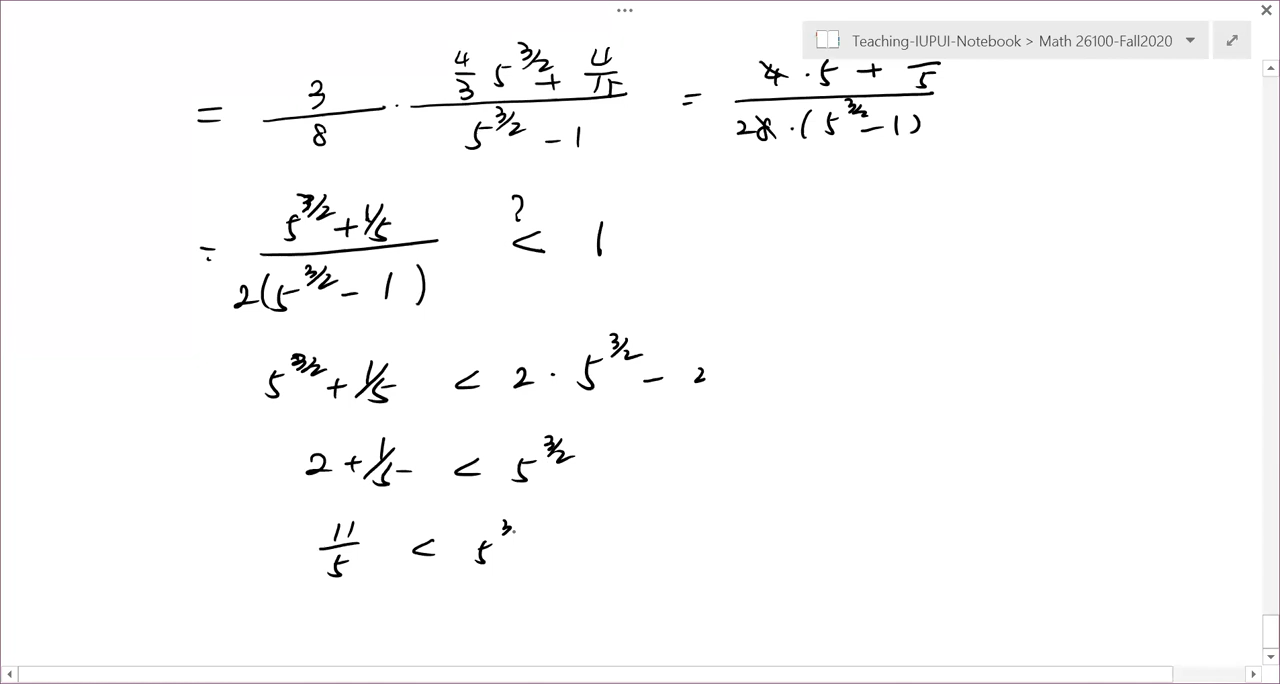 Teaching-IUPUI-Notebook > Math 26100-Fall2020
= 3/8 · (4/3 5^3/2 + 4/15)/(5^3/2 - 1) = (4 · 5 + /5)/(28 · (5^3/2 - 1))
= (5^3/2 + 1/5)/(2(5^3/2 - 1)) ?< 1
5^3/2 + 1/5 < 2 · 5^3/2 - 2
2 + 1/5 < 5^3/2
11/5 < 5^3